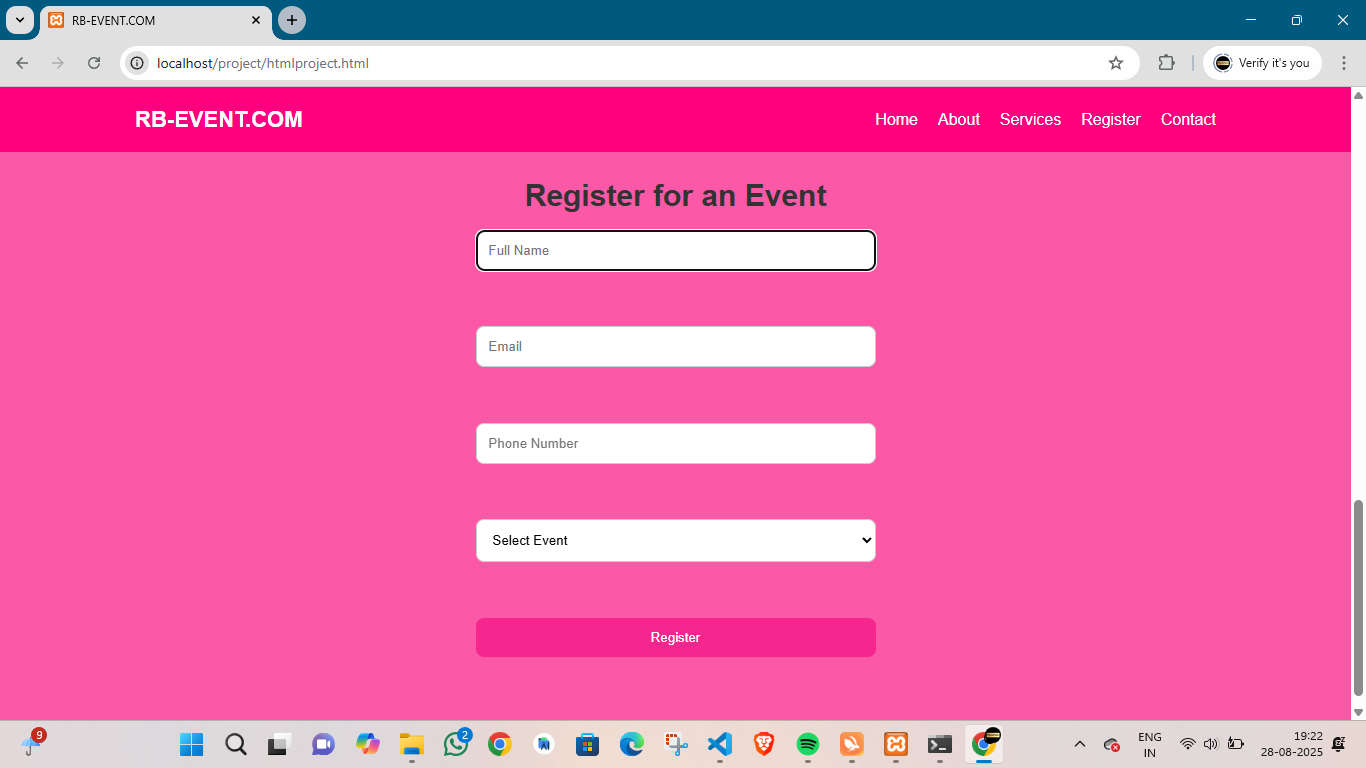 RB-EVENT.COM
localhost/project/htmlproject.html
Verify it's you
RB-EVENT.COM
Home About Services Register Contact
Register for an Event
Full Name
Email
Phone Number
Select Event
Register
9
2
AI
ENG
IN
19:22
28-08-2025